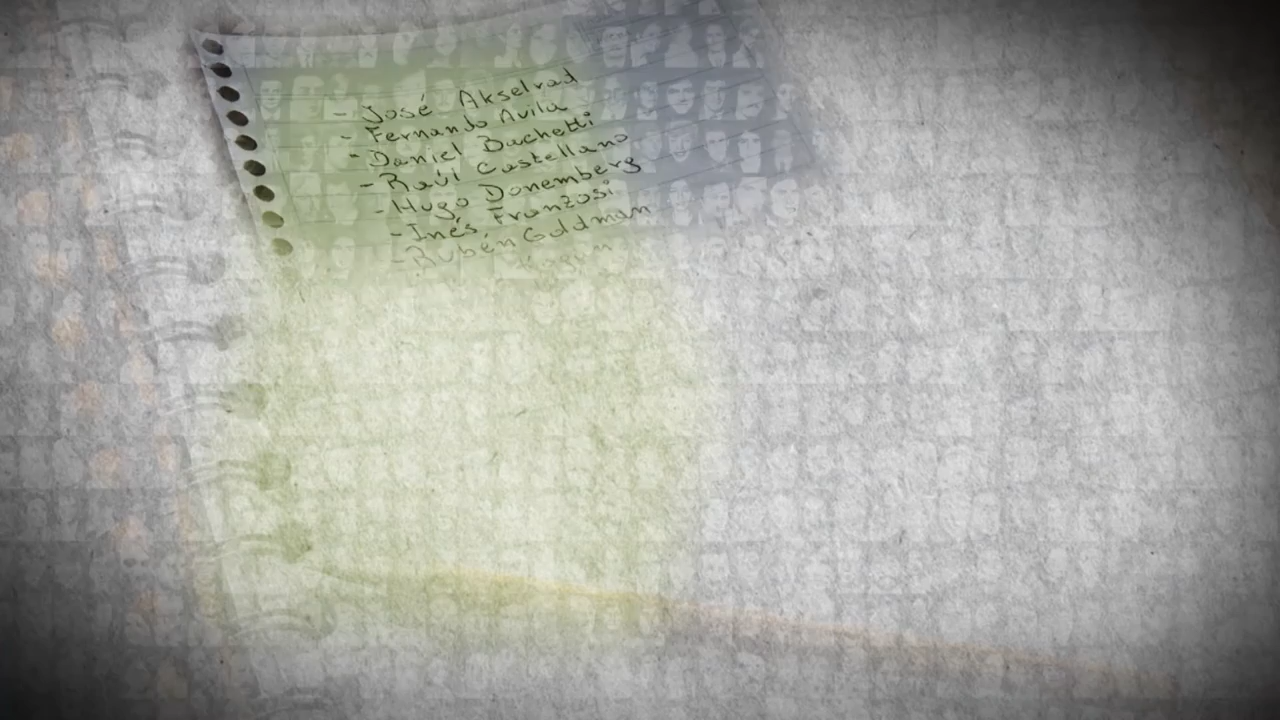 - José Akselrad
- Fernando Avila
- Daniel Bachetti
- Raúl Castellano
- Hugo Donemberg
- Inés Franzosi
- Rubén Goldman